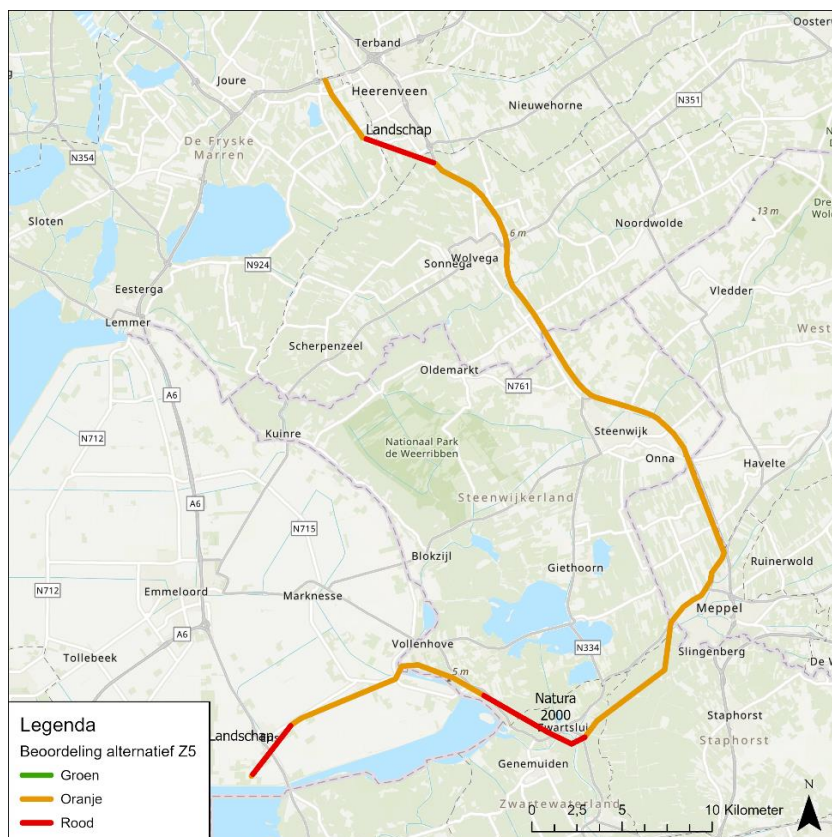 Oosterw
Terband
Joure
Heerenveen
Nieuwehorne
N351
De Fryske
Marren
Landschap
N354
Sloten
Noordwolde
13 m
6 m
Wolvega
Sonnega
N924
Vledder
Eesterga
Lemmer
West
Scherpenzeel
Oldemarkt
N761
A6
Kuinre
Steenwijk
Nationaal Park
de Weerribben
Onna
Havelte
N712
Steenwijkerland
A6
N715
Blokzijl
Ruinerwold
Giethoorn
N712
Emmeloord
Marknesse
Meppel
A6
Vollenhove
N334
Slingenberg
De W
Tollebeek
5 m
Natura
2000
Staphorst
Landschap
Staphorst
Genemuiden
Zwartewaterland
Legenda
Beoordeling alternatief Z5
Groen
Oranje
Rood
0 2,5 5 10 Kilometer
N